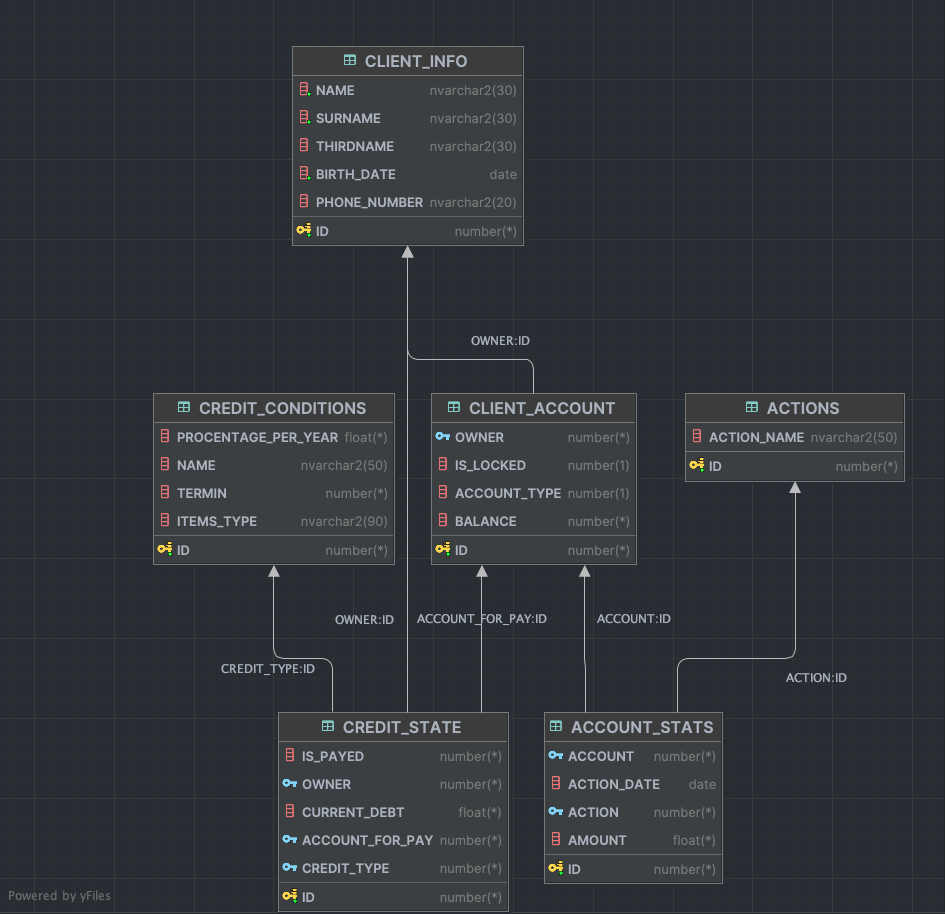 CLIENT_INFO
NAME nvarchar2(30)
SURNAME nvarchar2(30)
THIRDNAME nvarchar2(30)
BIRTH_DATE date
PHONE_NUMBER nvarchar2(20)
ID number(*)
OWNER:ID
CREDIT_CONDITIONS
PROCENTAGE_PER_YEAR float(*)
NAME nvarchar2(50)
TERMIN number(*)
ITEMS_TYPE nvarchar2(90)
ID number(*)
CLIENT_ACCOUNT
OWNER number(*)
IS_LOCKED number(1)
ACCOUNT_TYPE number(1)
BALANCE number(*)
ID number(*)
ACTIONS
ACTION_NAME nvarchar2(50)
ID number(*)
OWNER:ID
ACCOUNT_FOR_PAY:ID
ACCOUNT:ID
CREDIT_TYPE:ID
ACTION:ID
CREDIT_STATE
IS_PAYED number(*)
OWNER number(*)
CURRENT_DEBT float(*)
ACCOUNT_FOR_PAY number(*)
CREDIT_TYPE number(*)
ID number(*)
ACCOUNT_STATS
ACCOUNT number(*)
ACTION_DATE date
ACTION number(*)
AMOUNT float(*)
ID number(*)
Powered by yFiles